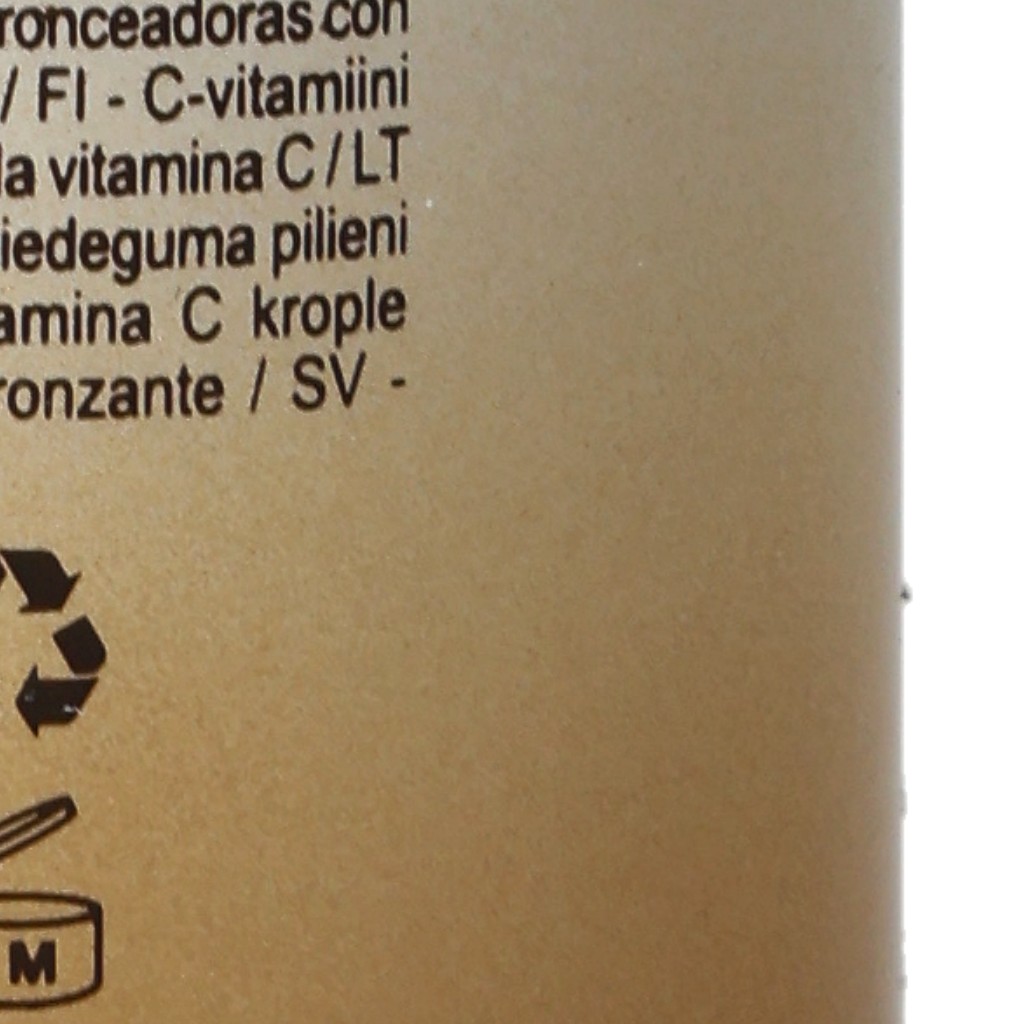 ronceadoras con
/ FI - C-vitamiini
la vitamina C / LT
iedeguma pilieni
amina C krople
ronzante / SV -
M